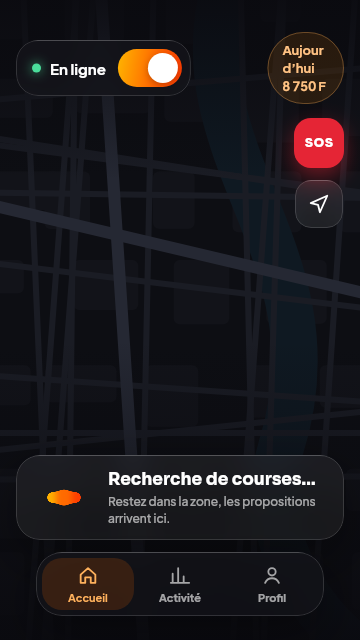 En ligne
Aujour
d'hui
8 750 F
SOS
Recherche de courses...
Restez dans la zone, les propositions
arrivent ici.
Accueil
Activité
Profil